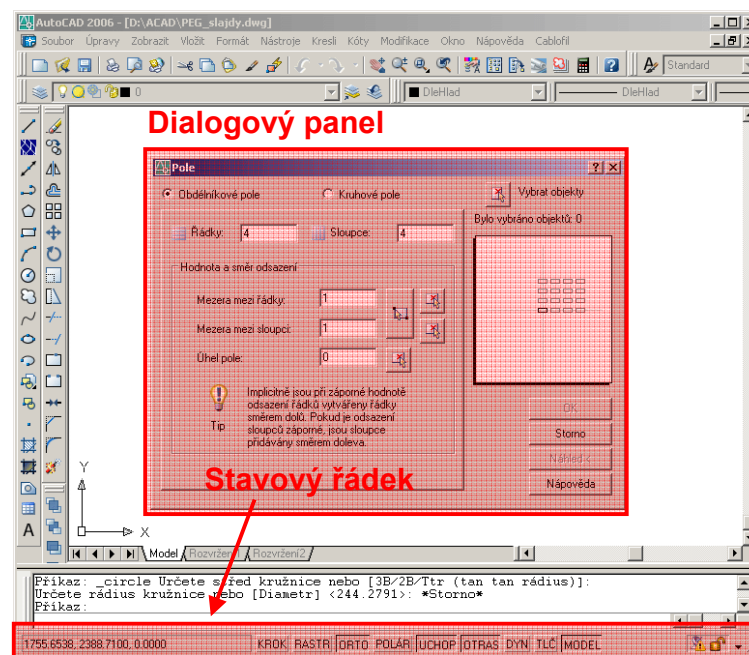 AutoCAD 2006 - [D:\ACAD\PEG_slajdy.dwg]
Soubor Úpravy Zobrazit Vložit Formát Nástroje Kresli Kóty Modifikace Okno Nápověda Cablofil
Standard
0 DleHlad DleHlad
Dialogový panel
Pole
Obdélníkové pole Kruhové pole Vybrat objekty
Bylo vybráno objektů: 0
Řádky: 4 Sloupce: 4
Hodnota a směr odsazení
Mezera mezi řádky: 1
Mezera mezi sloupci: 1
Úhel pole: 0
Tip
Implicitně jsou při záporné hodnotě
odsazení řádků vytvářeny řádky
směrem dolů. Pokud je odsazení
sloupců záporné, jsou sloupce
přidávány směrem doleva.
OK
Storno
Náhled <
Nápověda
Stavový řádek
Y
X
Model Rozvržení1 Rozvržení2
Příkaz: _circle Určete střed kružnice nebo [3B/2B/Ttr (tan tan rádius)]:
Určete rádius kružnice nebo [Diametr] <244.2791>: *Storno*
Příkaz:
1755.6538, 2388.7100, 0.0000 KROK RASTR ORTO POLÁR UCHOP OTRAS DYN TLČ MODEL